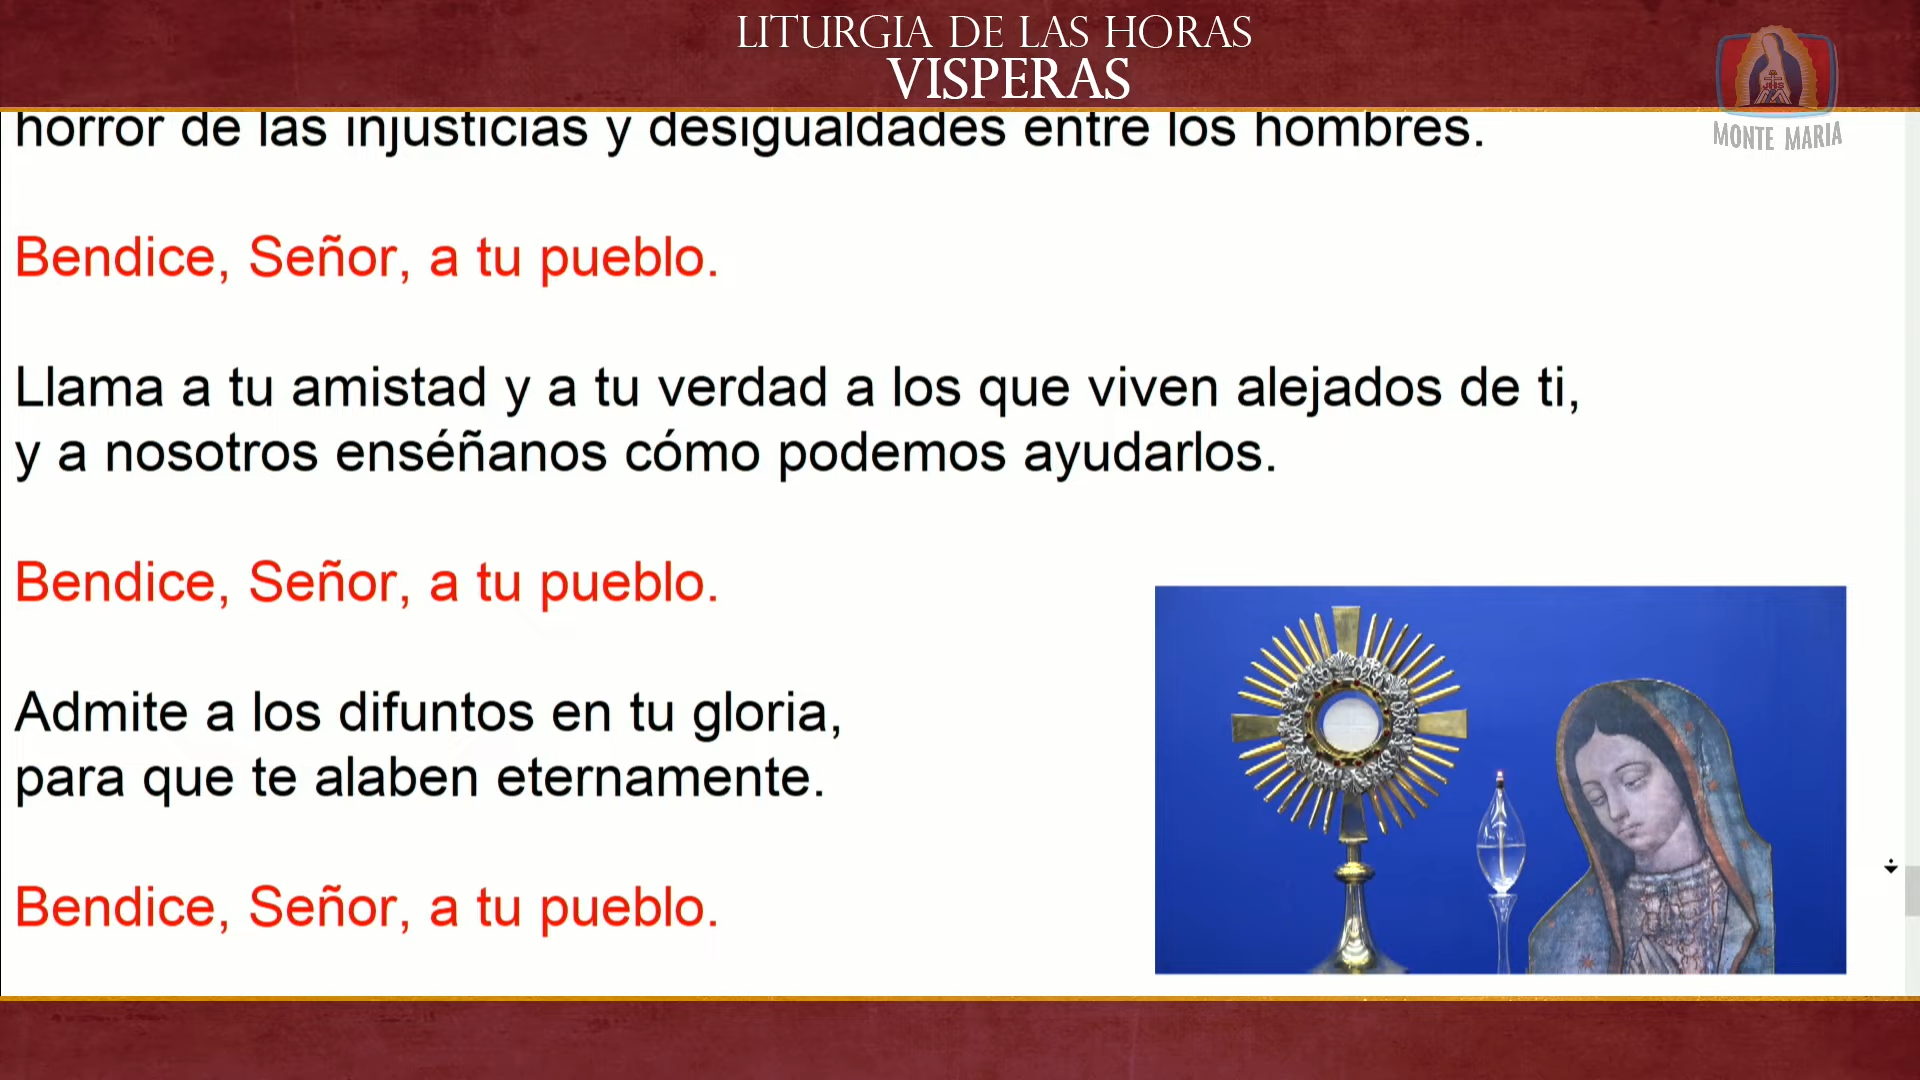 LITURGIA DE LAS HORAS
VISPERAS
MONTE MARIA
horror de las injusticias y desigualdades entre los hombres.
Bendice, Señor, a tu pueblo.
Llama a tu amistad y a tu verdad a los que viven alejados de ti,
y a nosotros enséñanos cómo podemos ayudarlos.
Bendice, Señor, a tu pueblo.
Admite a los difuntos en tu gloria,
para que te alaben eternamente.
Bendice, Señor, a tu pueblo.